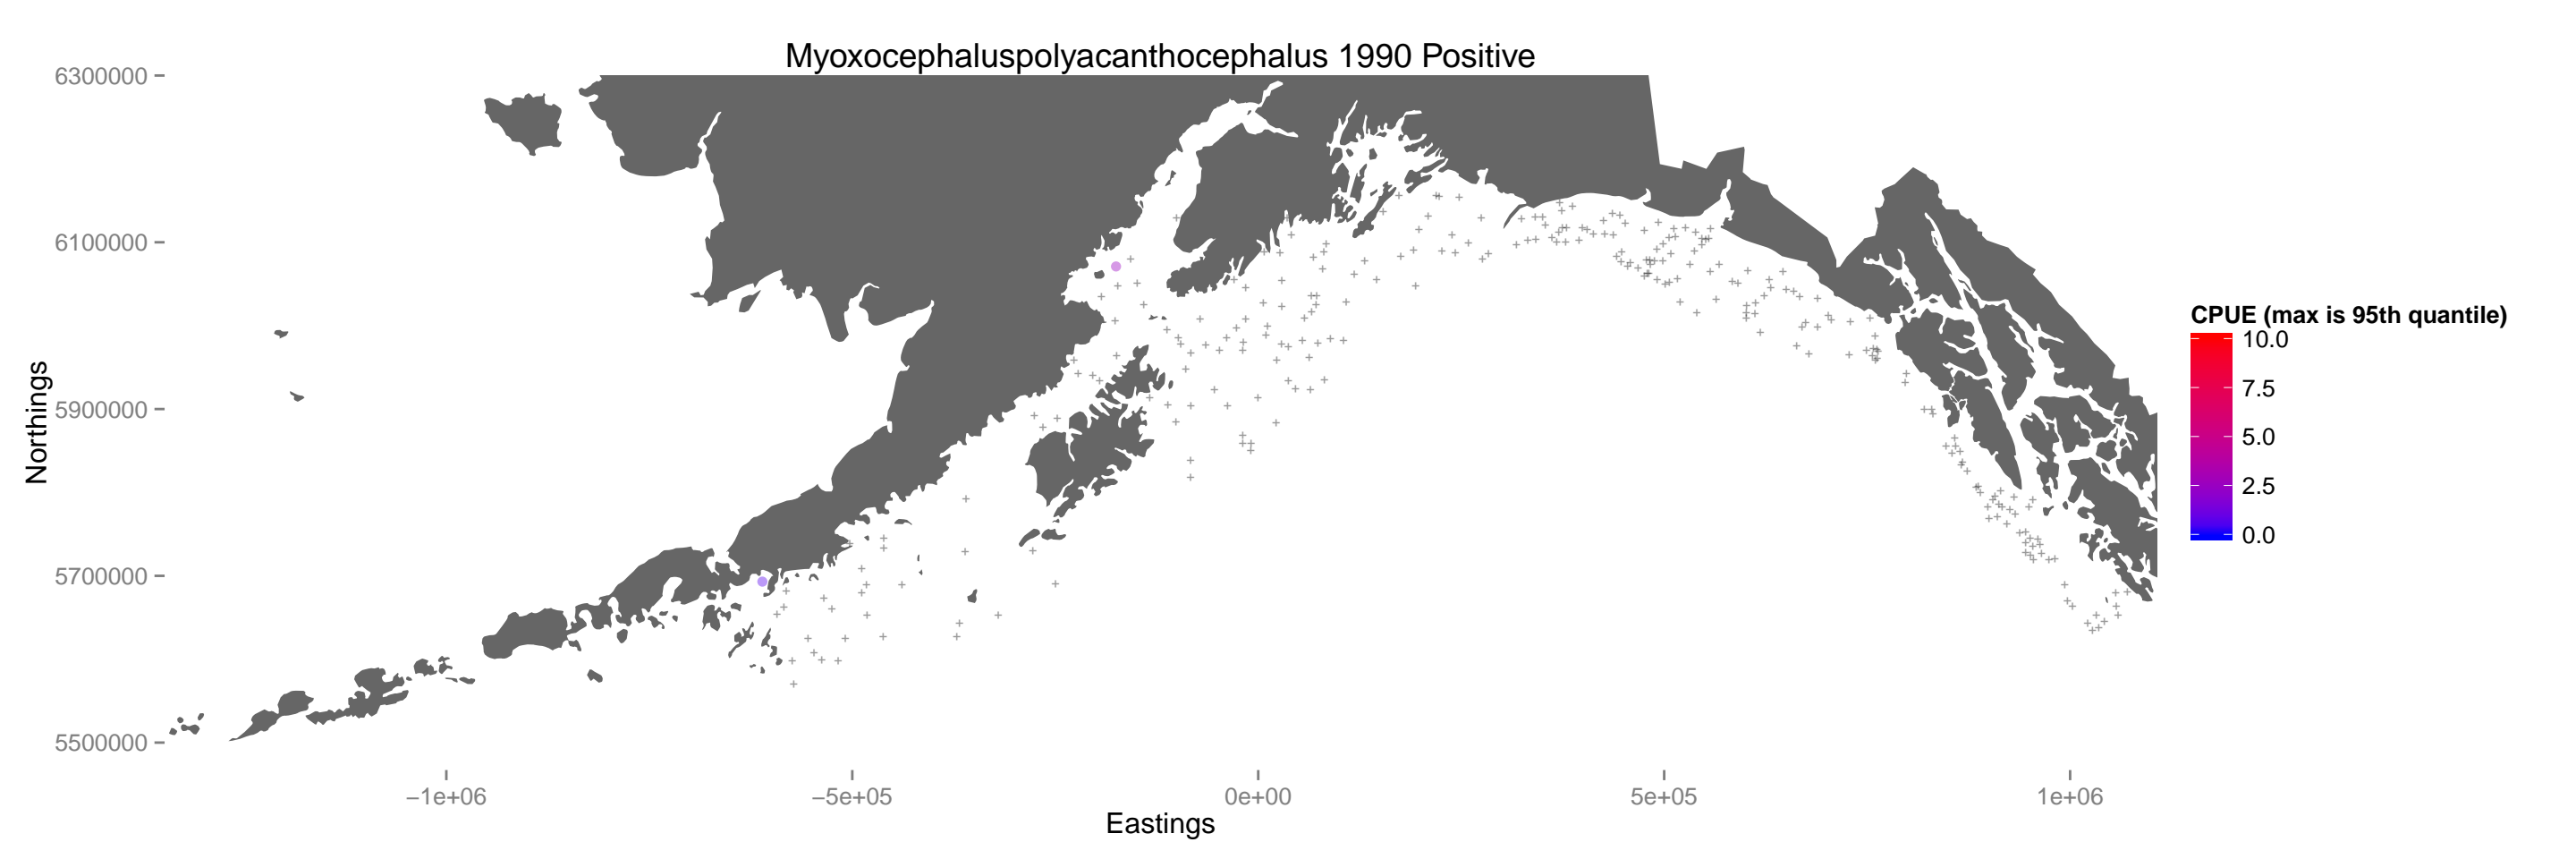 Myoxocephaluspolyacanthocephalus 1990 Positive
6300000
6100000
5900000
5700000
5500000
Northings
−1e+06
−5e+05
0e+00
5e+05
1e+06
Eastings
CPUE (max is 95th quantile)
10.0
7.5
5.0
2.5
0.0